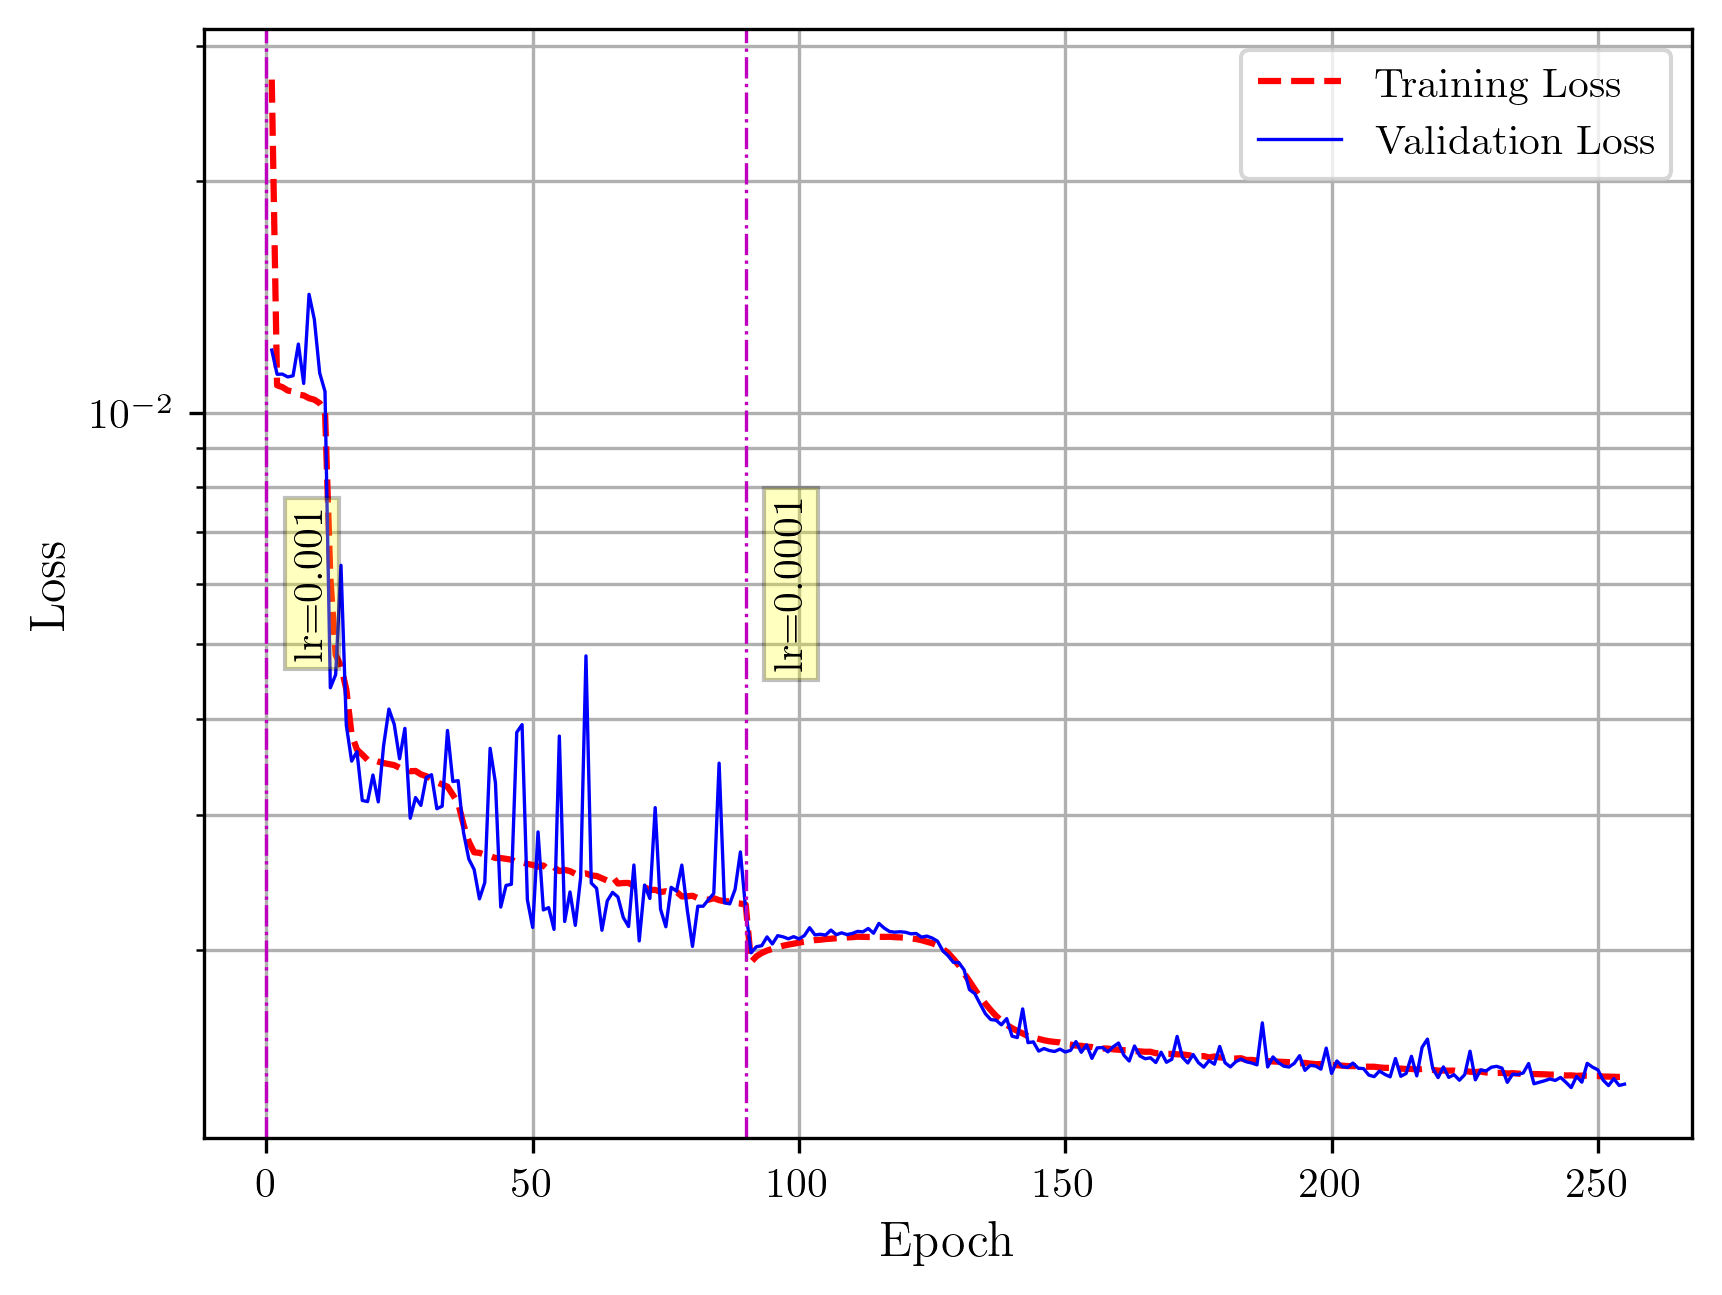 Training Loss
Validation Loss
10⁻²
Loss
lr=0.001
lr=0.0001
0
50
100
150
200
250
Epoch